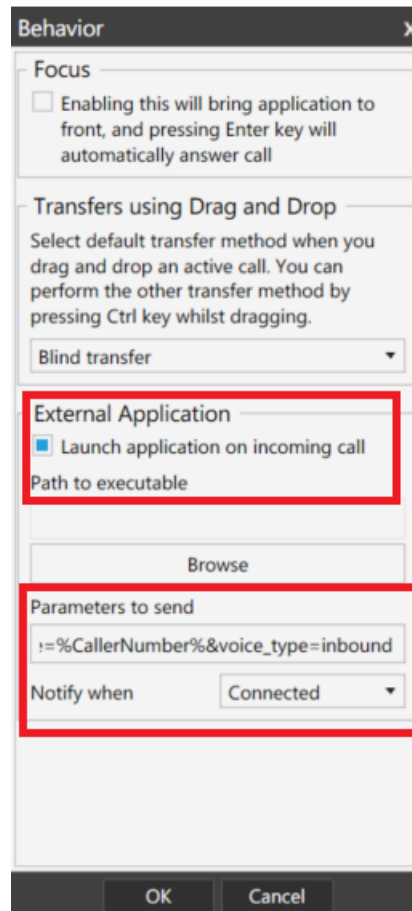 Behavior
Focus
Enabling this will bring application to
front, and pressing Enter key will
automatically answer call
Transfers using Drag and Drop
Select default transfer method when you
drag and drop an active call. You can
perform the other transfer method by
pressing Ctrl key whilst dragging.
Blind transfer
External Application
Launch application on incoming call
Path to executable
Browse
Parameters to send
=%CallerNumber%&voice_type=inbound
Notify when Connected
OK Cancel